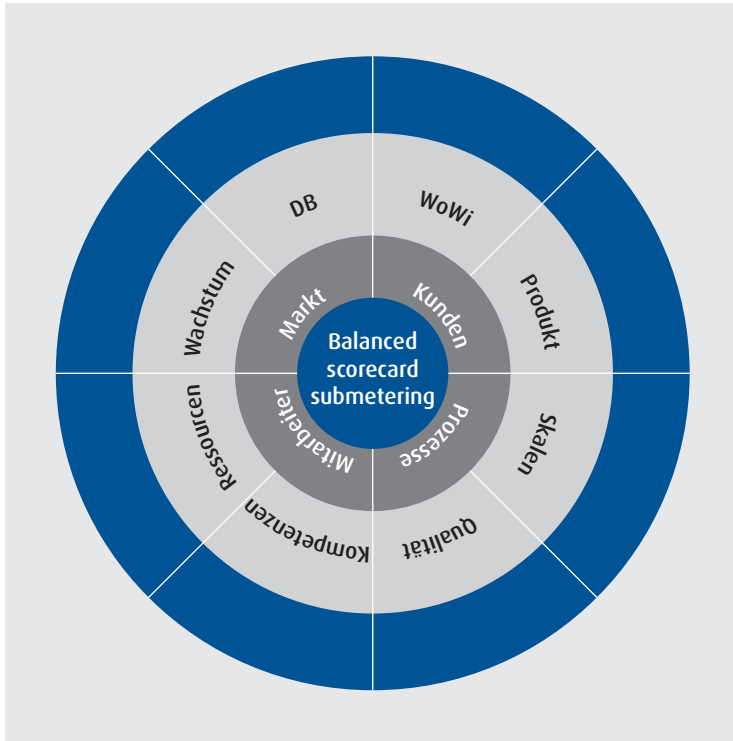 Balanced
scorecard
submetering
Markt
Kunden
Prozesse
Mitarbeiter
DB
WoWi
Produkt
Skalen
Qualität
Kompetenzen
Ressourcen
Wachstum